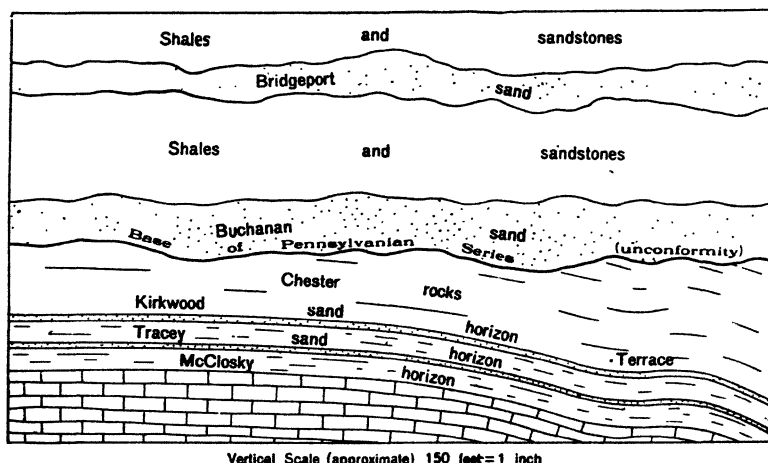 Shales and sandstones
Bridgeport sand
Shales and sandstones
Buchanan sand
Base of Pennsylvanian Series (unconformity)
Chester rocks
Kirkwood sand horizon
Tracey sand horizon
Terrace
McClosky horizon
Vertical Scale (approximate) 150 feet = 1 inch